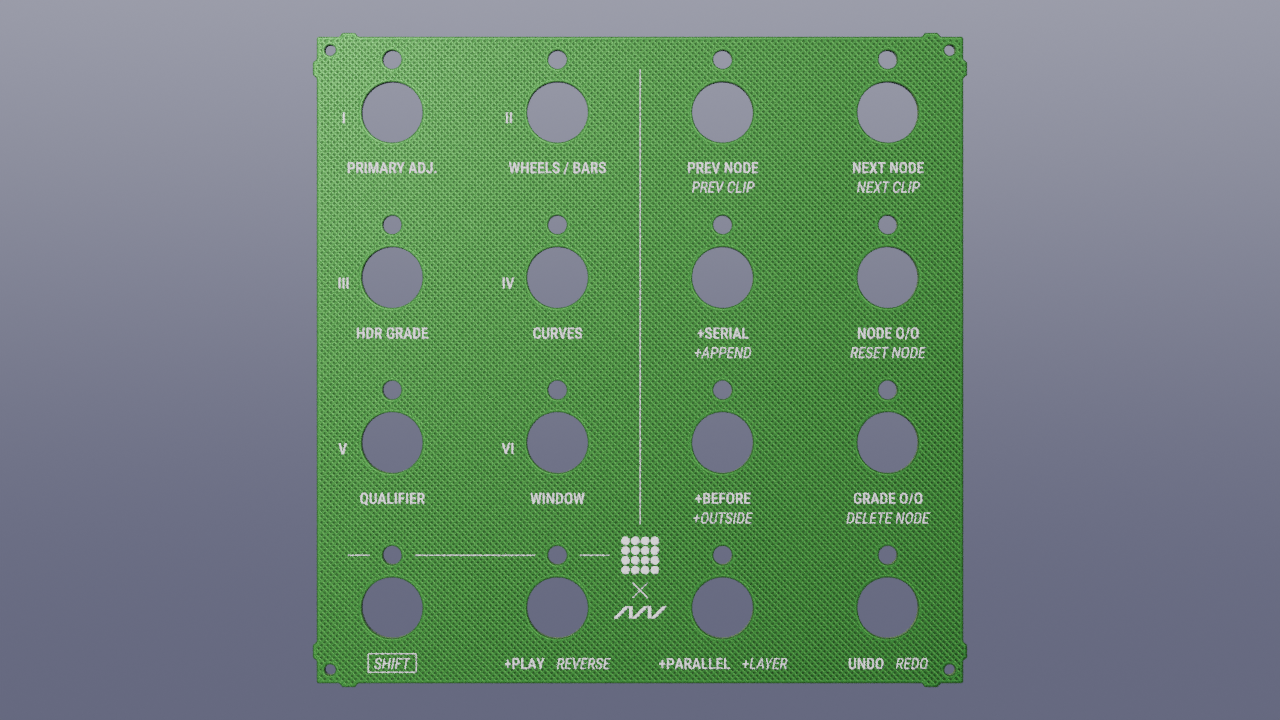 I
II
PRIMARY ADJ.
WHEELS / BARS
PREV NODE
NEXT NODE
PREV CLIP
NEXT CLIP
III
IV
HDR GRADE
CURVES
+SERIAL
NODE O/O
+APPEND
RESET NODE
V
VI
QUALIFIER
WINDOW
+BEFORE
GRADE O/O
+OUTSIDE
DELETE NODE
SHIFT
+PLAY REVERSE
+PARALLEL +LAYER
UNDO REDO